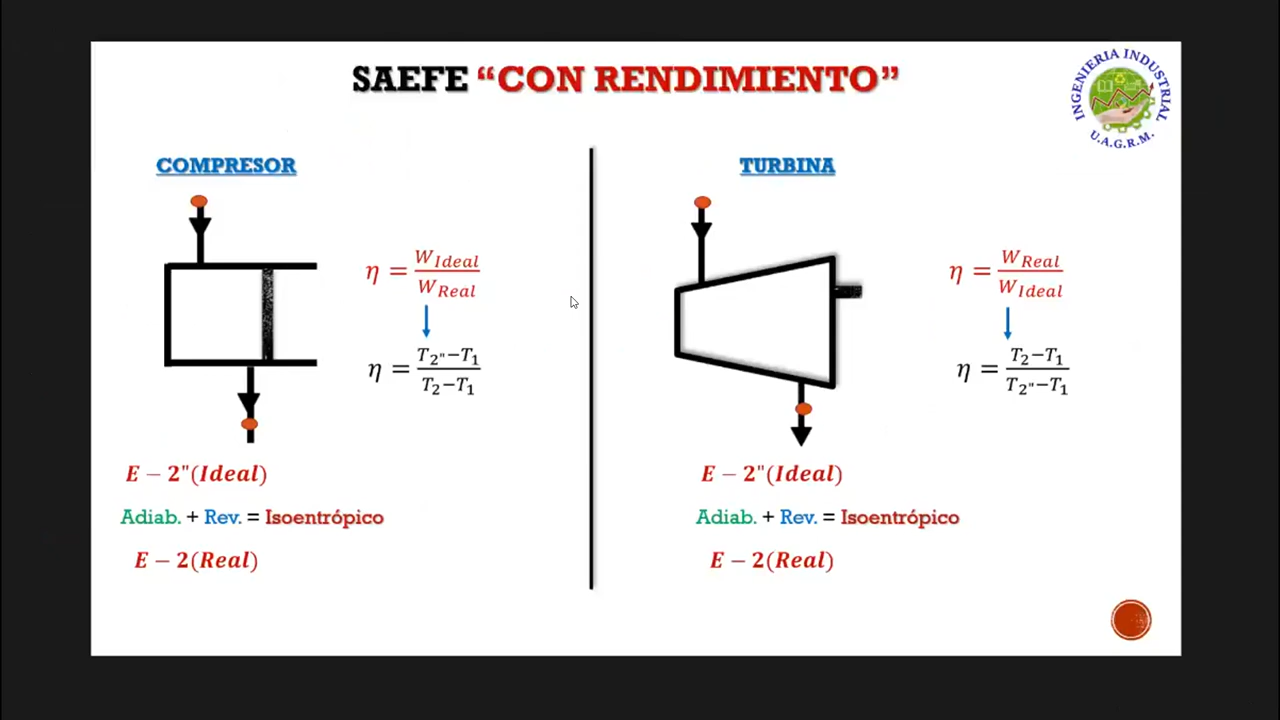 SAEFE “CON RENDIMIENTO”
INGENIERIA INDUSTRIAL
U.A.G.R.M.
COMPRESOR
η = W_Ideal / W_Real
η = T_2"−T_1 / T_2−T_1
E − 2"(Ideal)
Adiab. + Rev. = Isoentrópico
E − 2(Real)
TURBINA
η = W_Real / W_Ideal
η = T_2−T_1 / T_2"−T_1
E − 2"(Ideal)
Adiab. + Rev. = Isoentrópico
E − 2(Real)